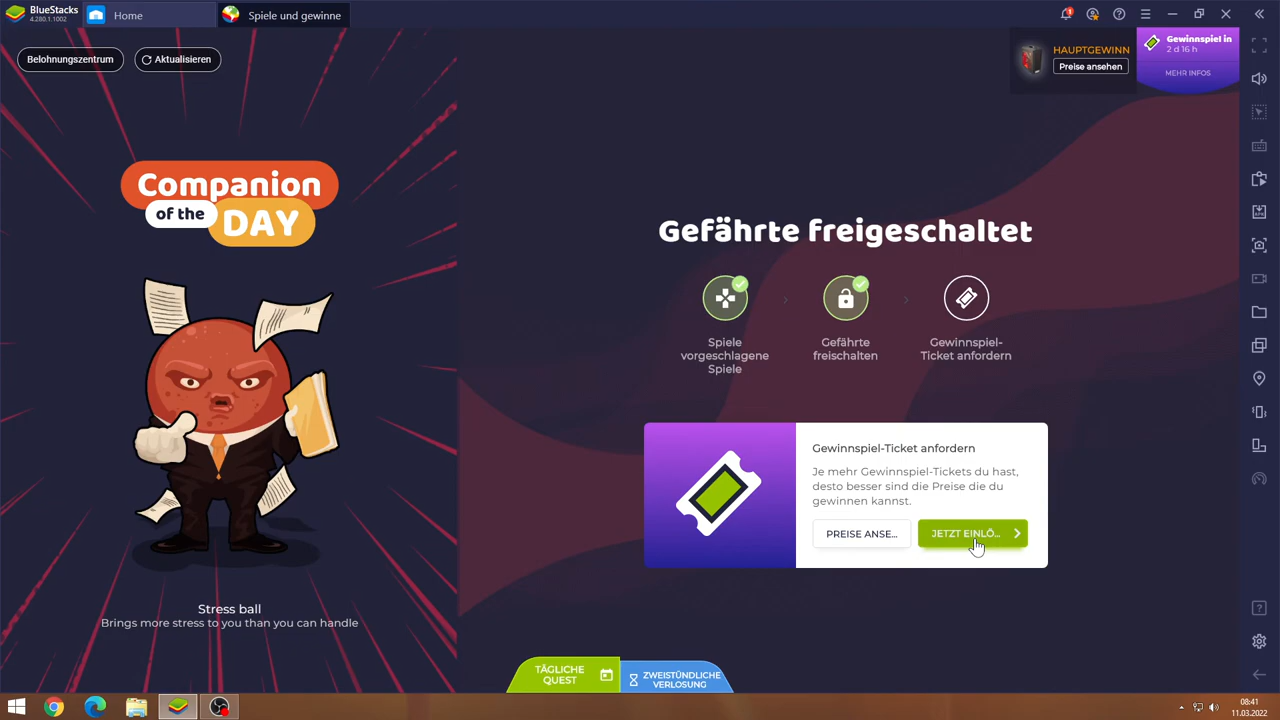 BlueStacks
4.280.1.1002
Home
Spiele und gewinne
1
Belohnungszentrum
Aktualisieren
HAUPTGEWINN
Preise ansehen
Gewinnspiel in
2 d 16 h
MEHR INFOS
Companion
of the
DAY
Gefährte freigeschaltet
Spiele
vorgeschlagene
Spiele
Gefährte
freischalten
Gewinnspiel-
Ticket anfordern
Gewinnspiel-Ticket anfordern
Je mehr Gewinnspiel-Tickets du hast,
desto besser sind die Preise die du
gewinnen kannst.
PREISE ANSE...
JETZT EINLÖ...
Stress ball
Brings more stress to you than you can handle
TÄGLICHE
QUEST
ZWEISTÜNDLICHE
VERLOSUNG
08:41
11.03.2022